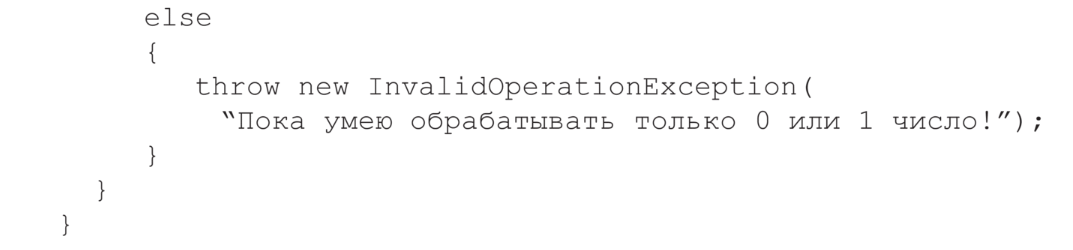 else
{
throw new InvalidOperationException(
“Пока умею обрабатывать только 0 или 1 число!”);
}
}
}